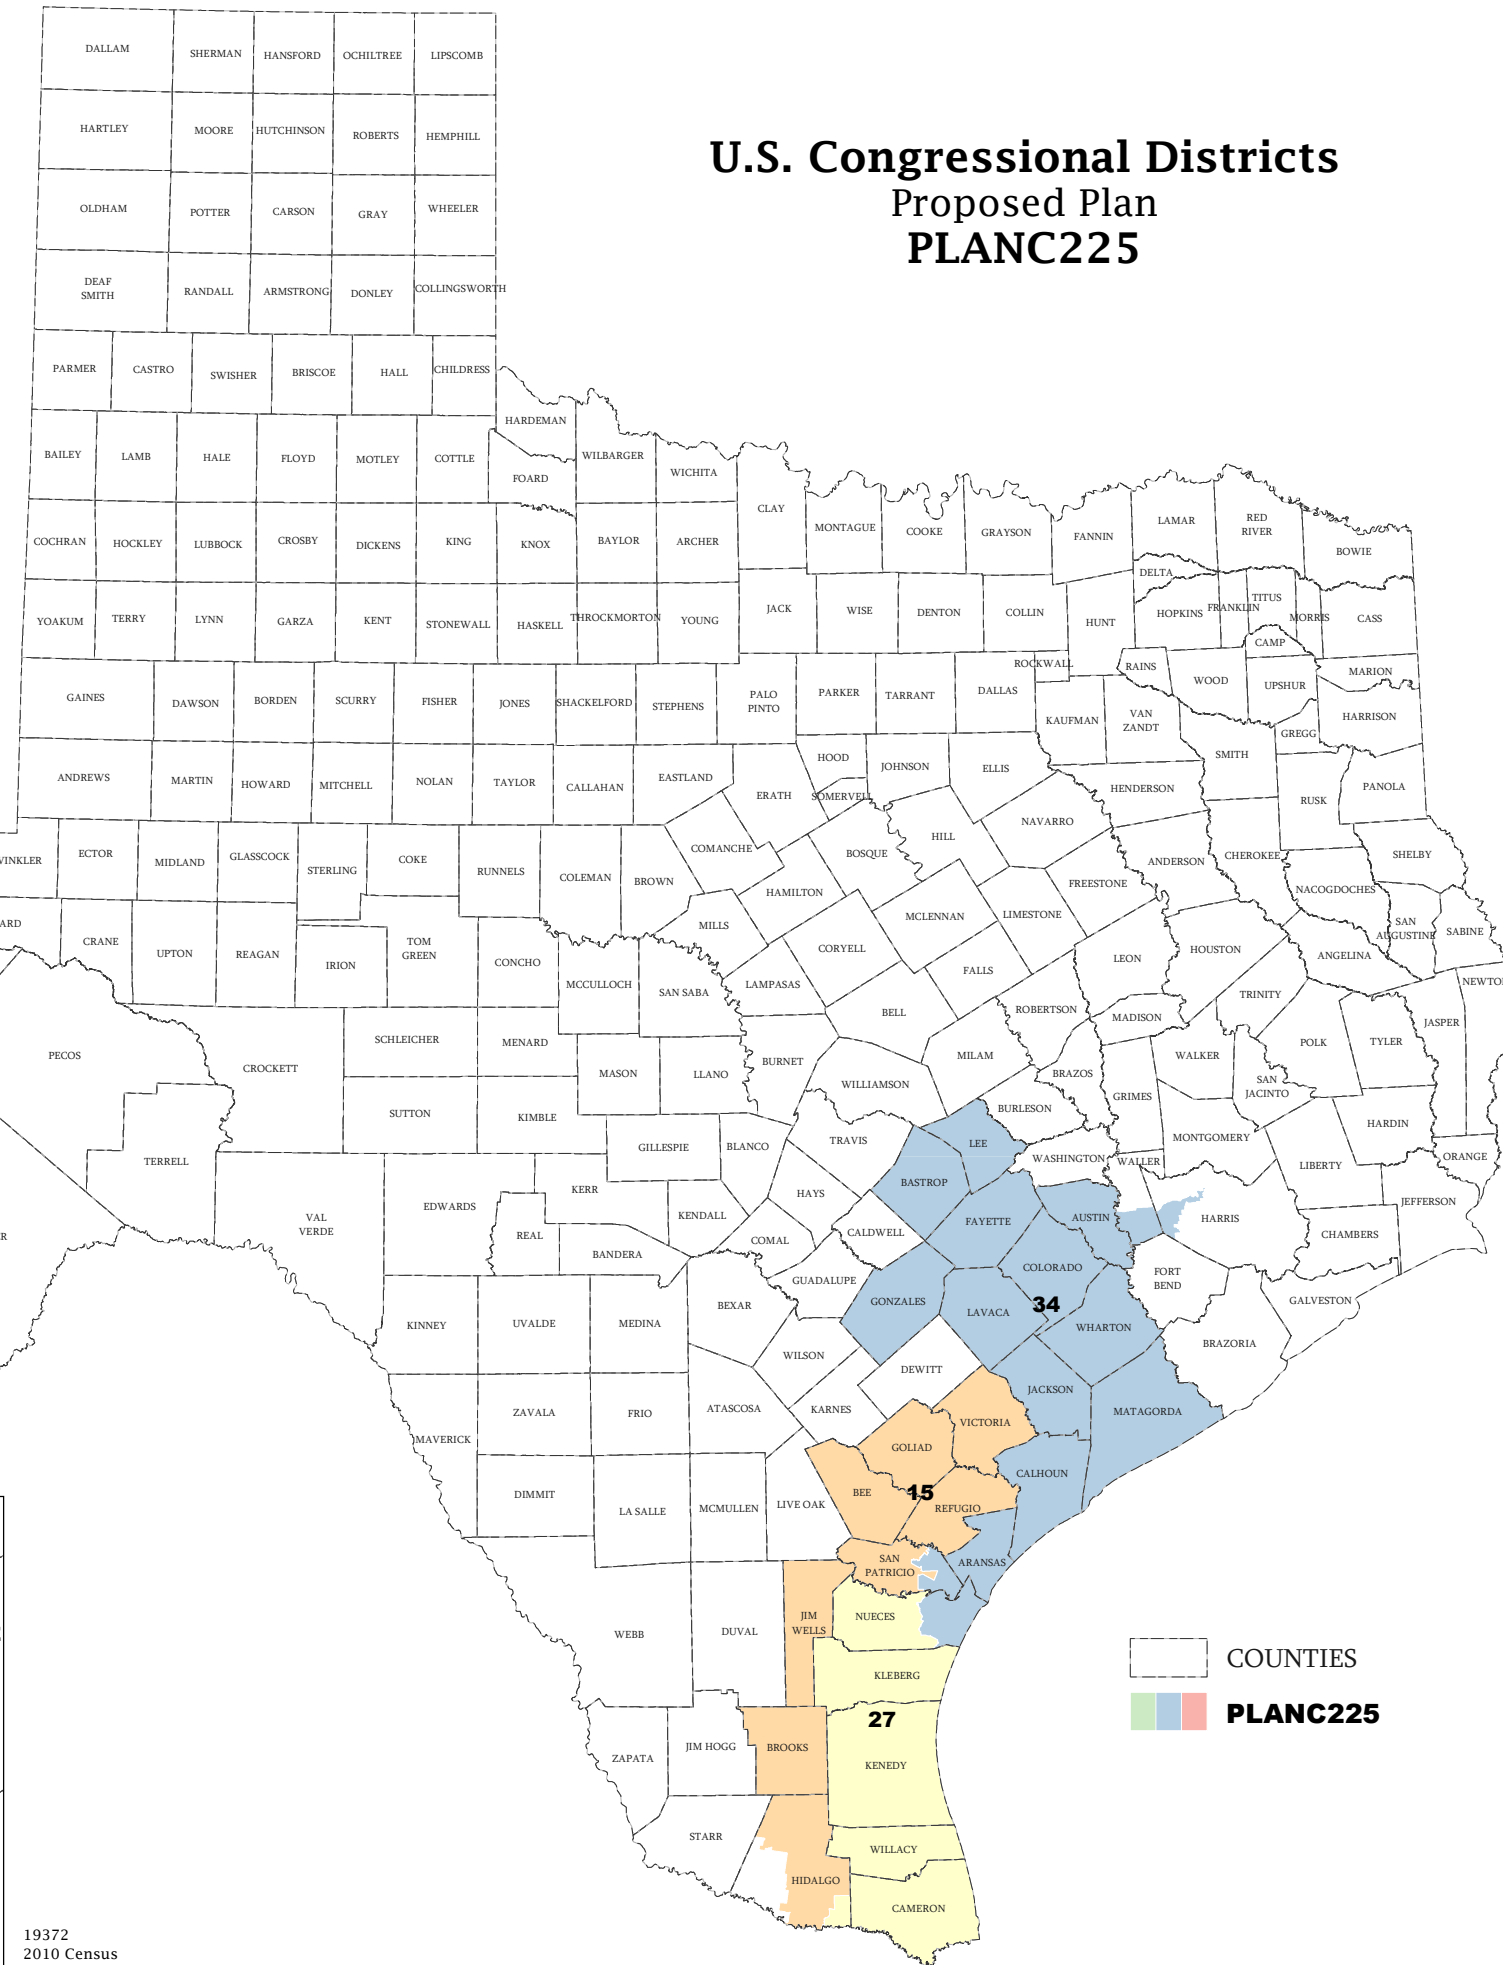 U.S. Congressional Districts
Proposed Plan
PLANC225
DALLAM
SHERMAN
HANSFORD
OCHILTREE
LIPSCOMB
HARTLEY
MOORE
HUTCHINSON
ROBERTS
HEMPHILL
OLDHAM
POTTER
CARSON
GRAY
WHEELER
DEAF
SMITH
RANDALL
ARMSTRONG
DONLEY
COLLINGSWORTH
PARMER
CASTRO
SWISHER
BRISCOE
HALL
CHILDRESS
HARDEMAN
BAILEY
LAMB
HALE
FLOYD
MOTLEY
COTTLE
FOARD
WILBARGER
WICHITA
CLAY
MONTAGUE
COOKE
GRAYSON
FANNIN
LAMAR
RED
RIVER
BOWIE
COCHRAN
HOCKLEY
LUBBOCK
CROSBY
DICKENS
KING
KNOX
BAYLOR
ARCHER
DELTA
YOAKUM
TERRY
LYNN
GARZA
KENT
STONEWALL
HASKELL
THROCKMORTON
YOUNG
JACK
WISE
DENTON
COLLIN
HUNT
HOPKINS
FRANKLIN
TITUS
MORRIS
CASS
CAMP
ROCKWALL
RAINS
WOOD
UPSHUR
MARION
GAINES
DAWSON
BORDEN
SCURRY
FISHER
JONES
SHACKELFORD
STEPHENS
PALO
PINTO
PARKER
TARRANT
DALLAS
KAUFMAN
VAN
ZANDT
HARRISON
GREGG
SMITH
ANDREWS
MARTIN
HOWARD
MITCHELL
NOLAN
TAYLOR
CALLAHAN
EASTLAND
ERATH
HOOD
SOMERVELL
JOHNSON
ELLIS
HENDERSON
RUSK
PANOLA
NAVARRO
HILL
BOSQUE
COMANCHE
WINKLER
ECTOR
MIDLAND
GLASSCOCK
STERLING
COKE
RUNNELS
COLEMAN
BROWN
HAMILTON
FREESTONE
ANDERSON
CHEROKEE
SHELBY
NACOGDOCHES
ARD
CRANE
UPTON
REAGAN
IRION
TOM
GREEN
CONCHO
MCCULLOCH
SAN SABA
MILLS
CORYELL
MCLENNAN
LIMESTONE
LEON
HOUSTON
ANGELINA
SAN
AUGUSTINE
SABINE
LAMPASAS
FALLS
BELL
ROBERTSON
MADISON
TRINITY
NEWTO
JASPER
TYLER
POLK
PECOS
CROCKETT
SCHLEICHER
MENARD
MASON
LLANO
BURNET
WILLIAMSON
MILAM
BRAZOS
WALKER
SAN
JACINTO
GRIMES
HARDIN
SUTTON
KIMBLE
BURLESON
MONTGOMERY
TERRELL
GILLESPIE
BLANCO
TRAVIS
LEE
WASHINGTON
WALLER
LIBERTY
ORANGE
R
VAL
VERDE
EDWARDS
KERR
REAL
BANDERA
KENDALL
HAYS
COMAL
CALDWELL
BASTROP
FAYETTE
AUSTIN
HARRIS
CHAMBERS
JEFFERSON
KINNEY
UVALDE
MEDINA
BEXAR
GUADALUPE
GONZALES
COLORADO
34
LAVACA
FORT
BEND
GALVESTON
BRAZORIA
WHARTON
WILSON
DEWITT
JACKSON
MATAGORDA
MAVERICK
ZAVALA
FRIO
ATASCOSA
KARNES
VICTORIA
GOLIAD
CALHOUN
DIMMIT
LA SALLE
MCMULLEN
LIVE OAK
BEE
15
REFUGIO
SAN
PATRICIO
ARANSAS
WEBB
DUVAL
JIM
WELLS
NUECES
KLEBERG
27
ZAPATA
JIM HOGG
BROOKS
KENEDY
STARR
WILLACY
HIDALGO
CAMERON
COUNTIES
PLANC225
19372
2010 Census